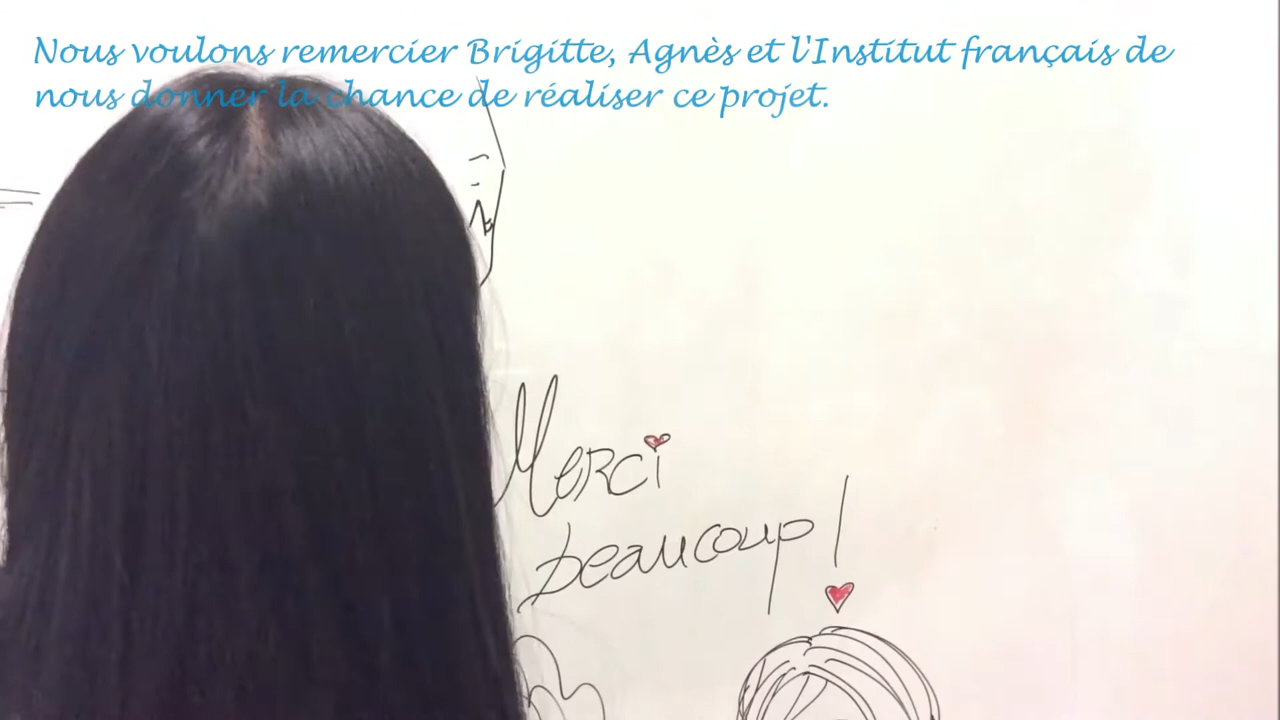 Nous voulons remercier Brigitte, Agnès et l'Institut français de
nous donner la chance de réaliser ce projet.
Merci
beaucoup!